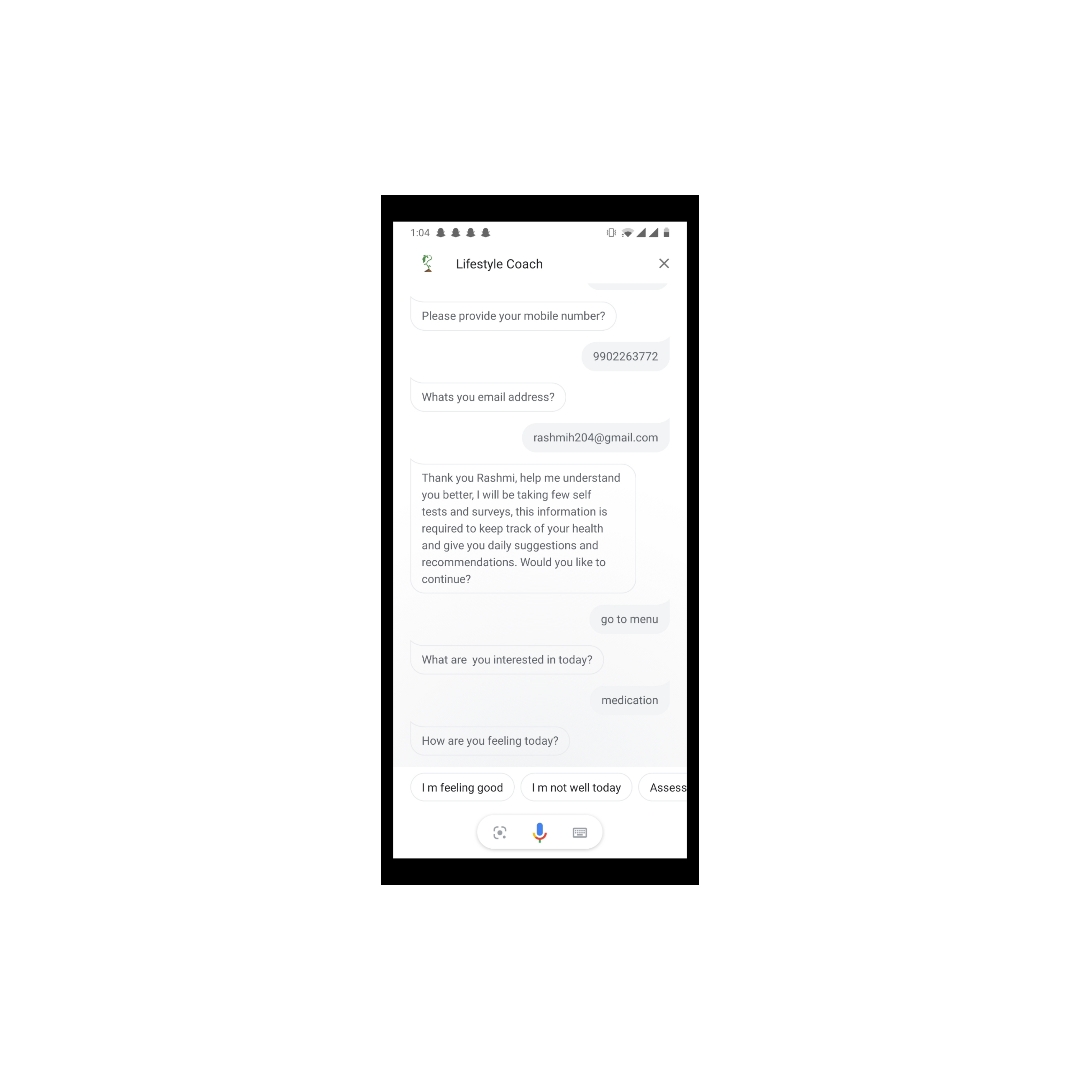 1:04
Lifestyle Coach
Please provide your mobile number?
9902263772
Whats you email address?
rashmih204@gmail.com
Thank you Rashmi, help me understand
you better, I will be taking few self
tests and surveys, this information is
required to keep track of your health
and give you daily suggestions and
recommendations. Would you like to
continue?
go to menu
What are  you interested in today?
medication
How are you feeling today?
I m feeling good
I m not well today
Assess